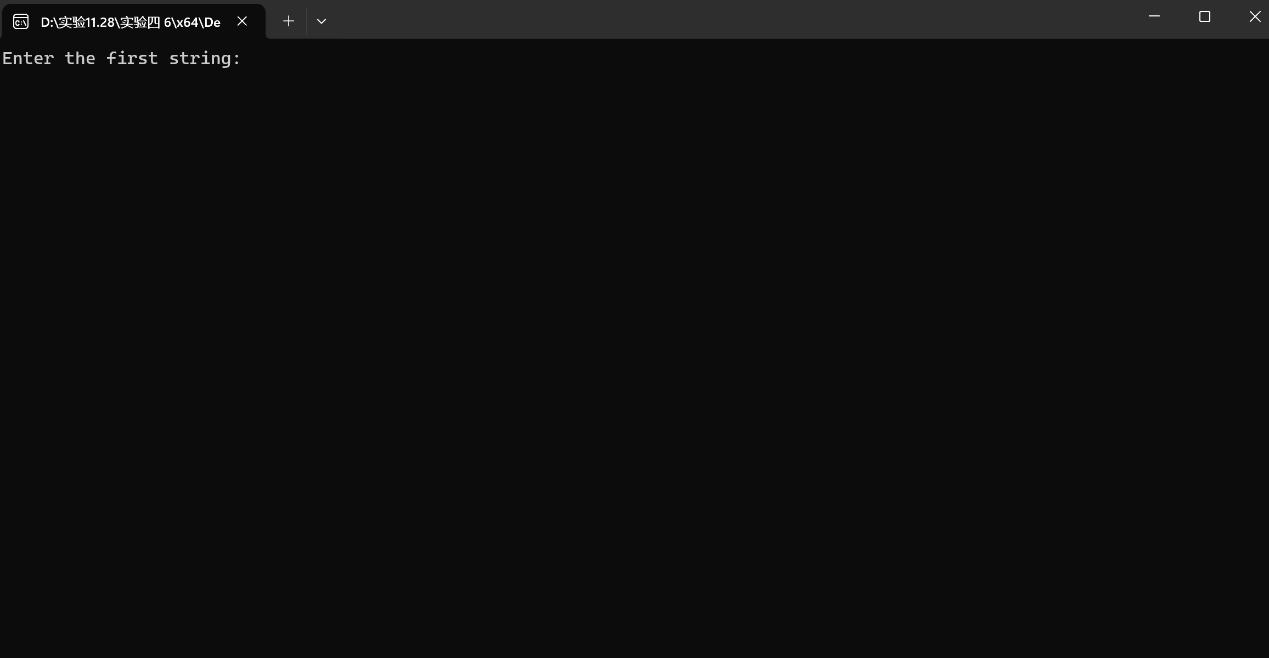 D:\实验11.28\实验四 6\x64\De
Enter the first string: